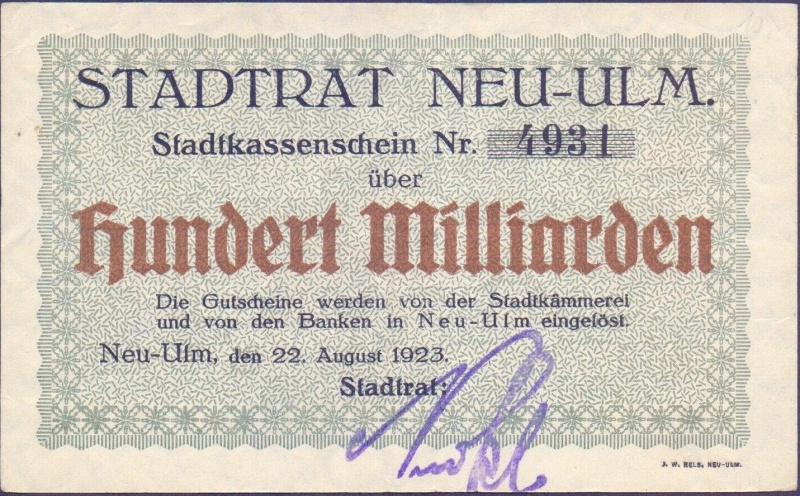 STADTRAT NEU-ULM.
Stadtkassenschein Nr. 4931
über
Hundert Milliarden
Die Gutscheine werden von der Stadtkämmerei
und von den Banken in Neu-Ulm eingelöst.
Neu-Ulm, den 22. August 1923.
Stadtrat:
J. W. HELB, NEU-ULM.